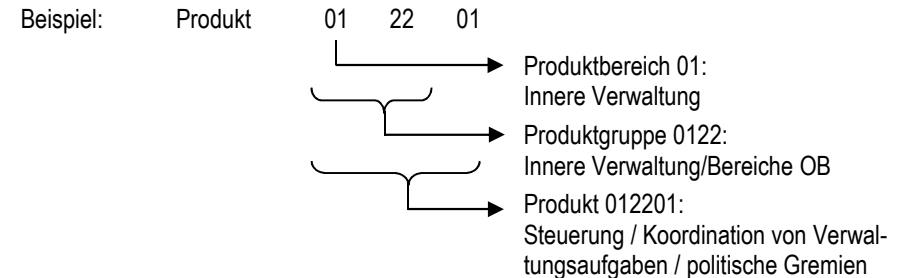 Beispiel: Produkt 01 22 01
Produktbereich 01:
Innere Verwaltung
Produktgruppe 0122:
Innere Verwaltung/Bereiche OB
Produkt 012201:
Steuerung / Koordination von Verwal-
tungsaufgaben / politische Gremien